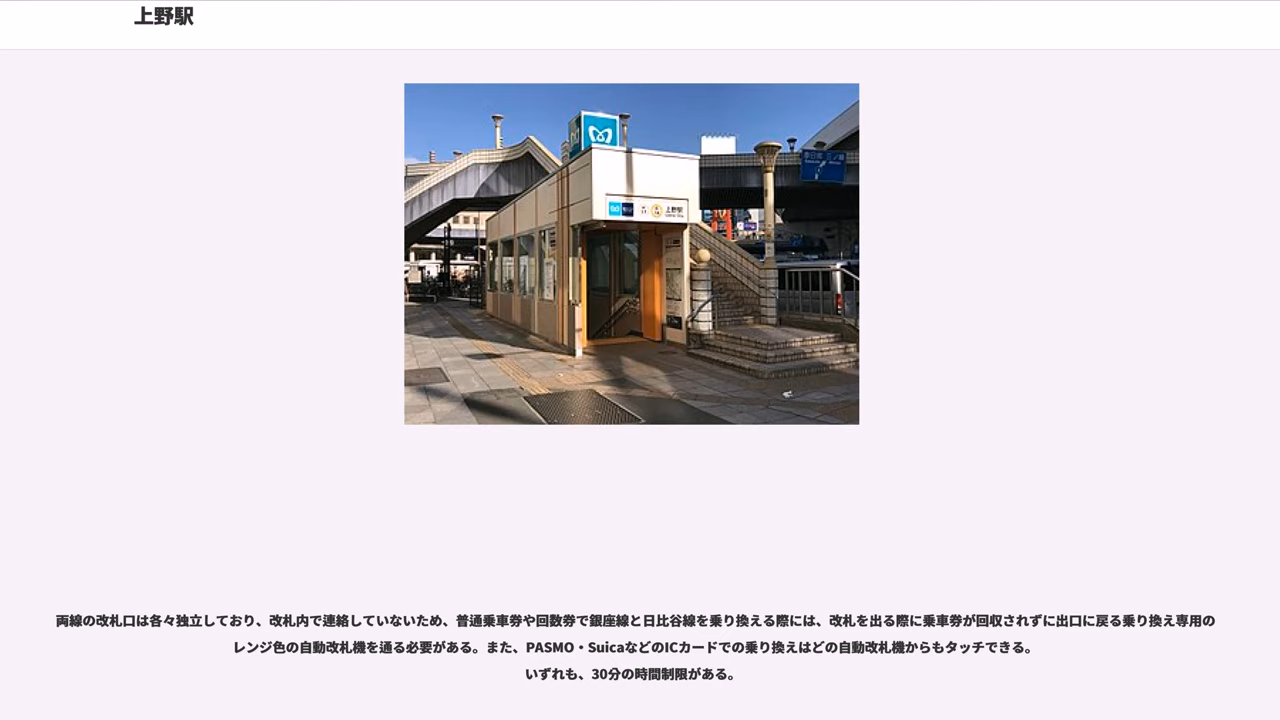 上野駅
上野駅
両線の改札口は各々独立しており、改札内で連絡していないため、普通乗車券や回数券で銀座線と日比谷線を乗り換える際には、改札を出る際に乗車券が回収されずに出口に戻る乗り換え専用の
レンジ色の自動改札機を通る必要がある。また、PASMO・SuicaなどのICカードでの乗り換えはどの自動改札機からもタッチできる。
いずれも、30分の時間制限がある。